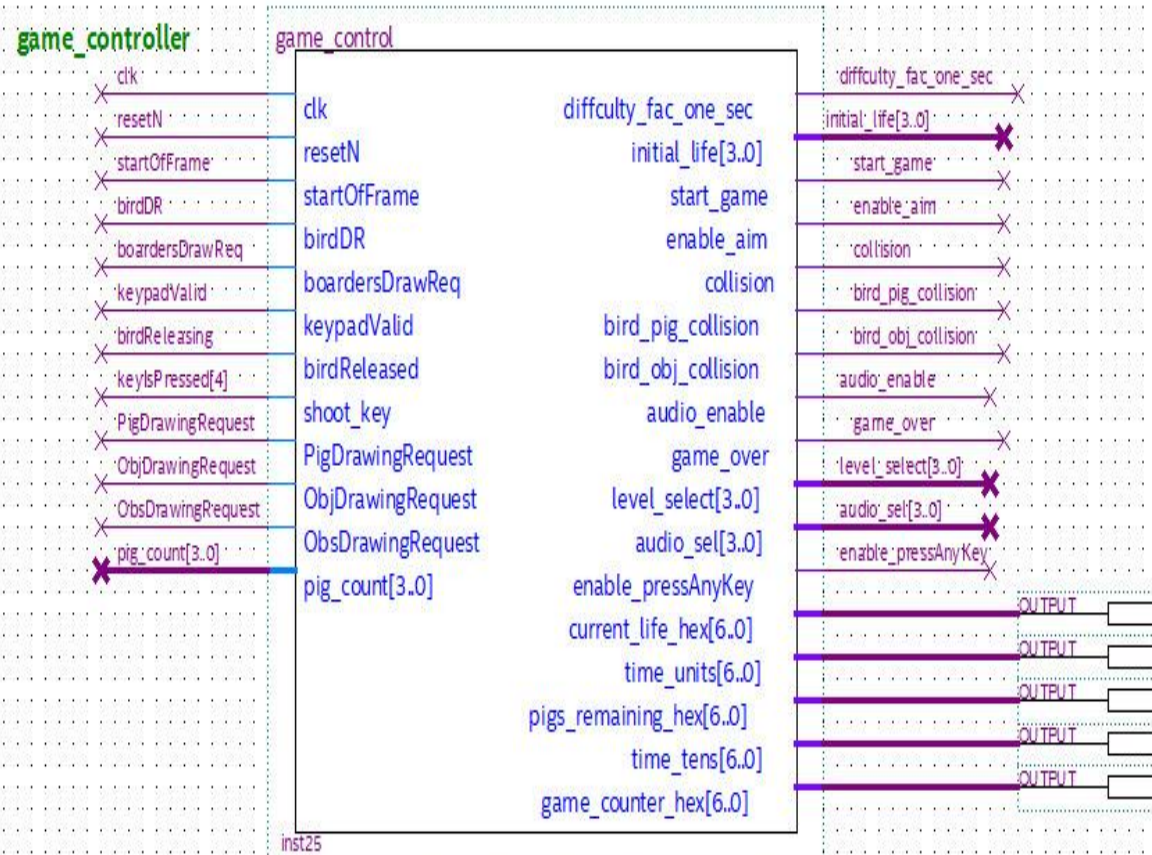 game_controller
game_control
clk
resetN
startOfFrame
birdDR
boardersDrawReq
keypadValid
birdReleasing
keyIsPressed[4]
PigDrawingRequest
ObjDrawingRequest
ObsDrawingRequest
pig_count[3..0]
clk
resetN
startOfFrame
birdDR
boardersDrawReq
keypadValid
birdReleased
shoot_key
PigDrawingRequest
ObjDrawingRequest
ObsDrawingRequest
pig_count[3..0]
diffculty_fac_one_sec
initial_life[3..0]
start_game
enable_aim
collision
bird_pig_collision
bird_obj_collision
audio_enable
game_over
level_select[3..0]
audio_sel[3..0]
enable_pressAnyKey
current_life_hex[6..0]
time_units[6..0]
pigs_remaining_hex[6..0]
time_tens[6..0]
game_counter_hex[6..0]
diffculty_fac_one_sec
initial_life[3..0]
start_game
enable_aim
collision
bird_pig_collision
bird_obj_collision
audio_enable
game_over
level_select[3..0]
audio_sel[3..0]
enable_pressAnyKey
OUTPUT
OUTPUT
OUTPUT
OUTPUT
OUTPUT
inst25